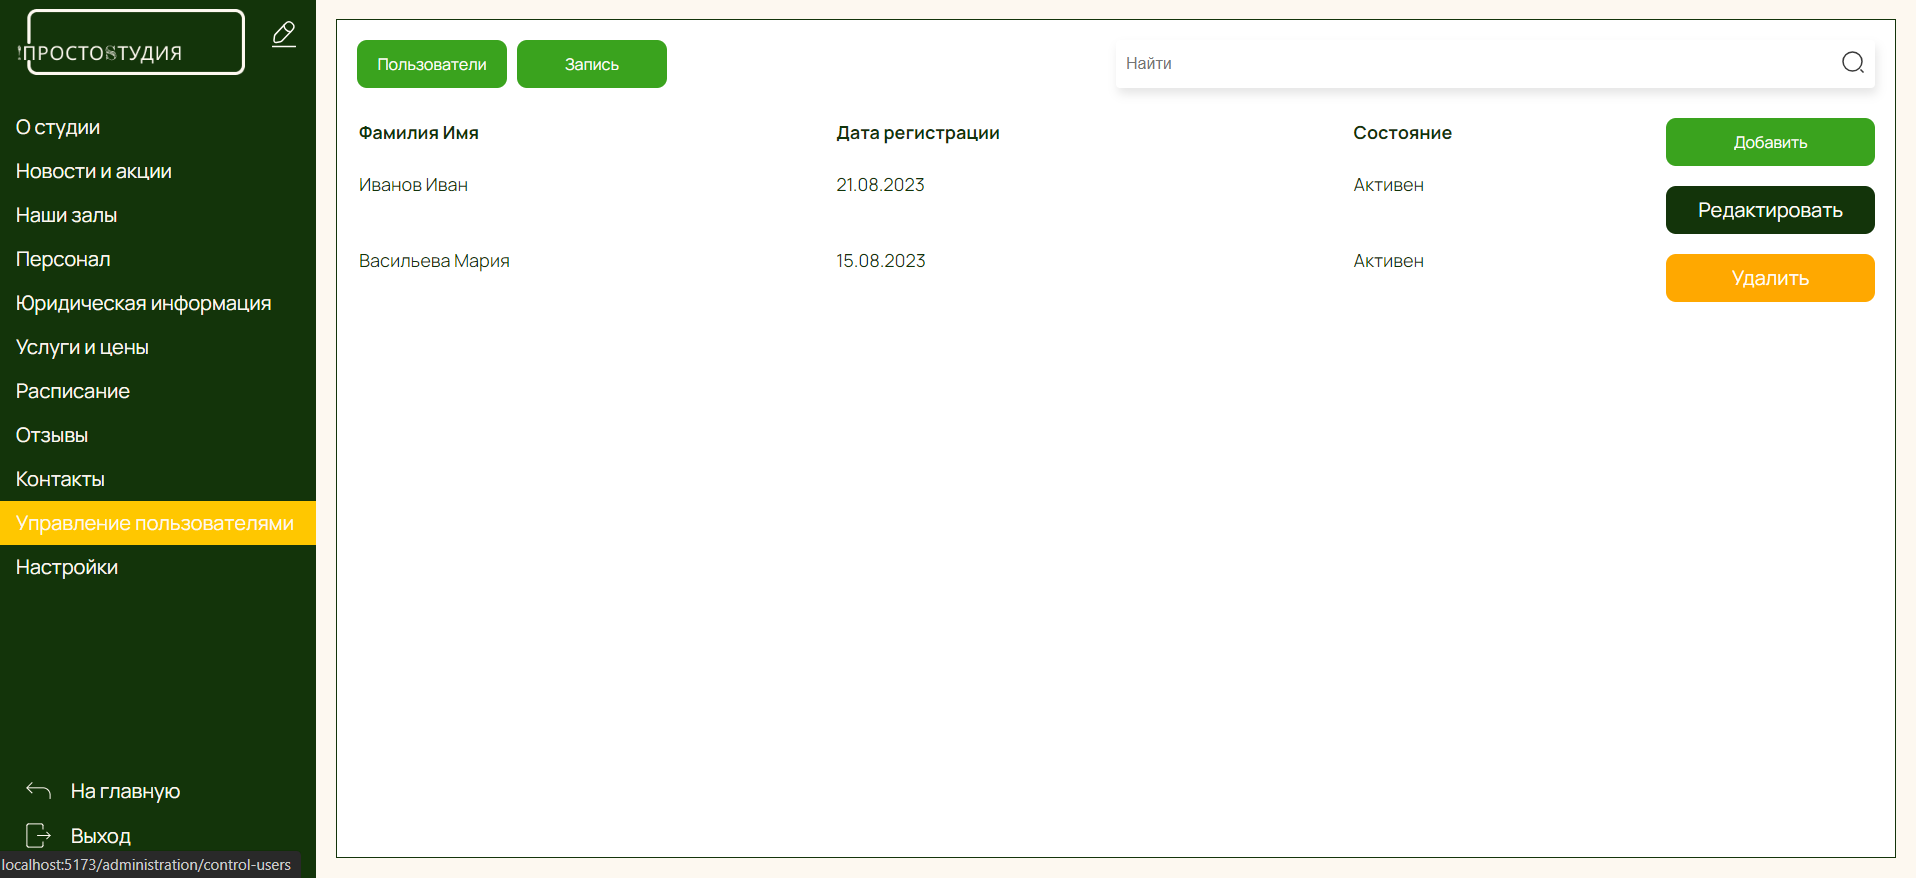 !ПРОСТОSТУДИЯ
О студии
Новости и акции
Наши залы
Персонал
Юридическая информация
Услуги и цены
Расписание
Отзывы
Контакты
Управление пользователями
Настройки
На главную
Выход
localhost:5173/administration/control-users
Пользователи Запись Найти
Фамилия Имя Дата регистрации Состояние Добавить
Иванов Иван 21.08.2023 Активен
Редактировать
Васильева Мария 15.08.2023 Активен
Удалить